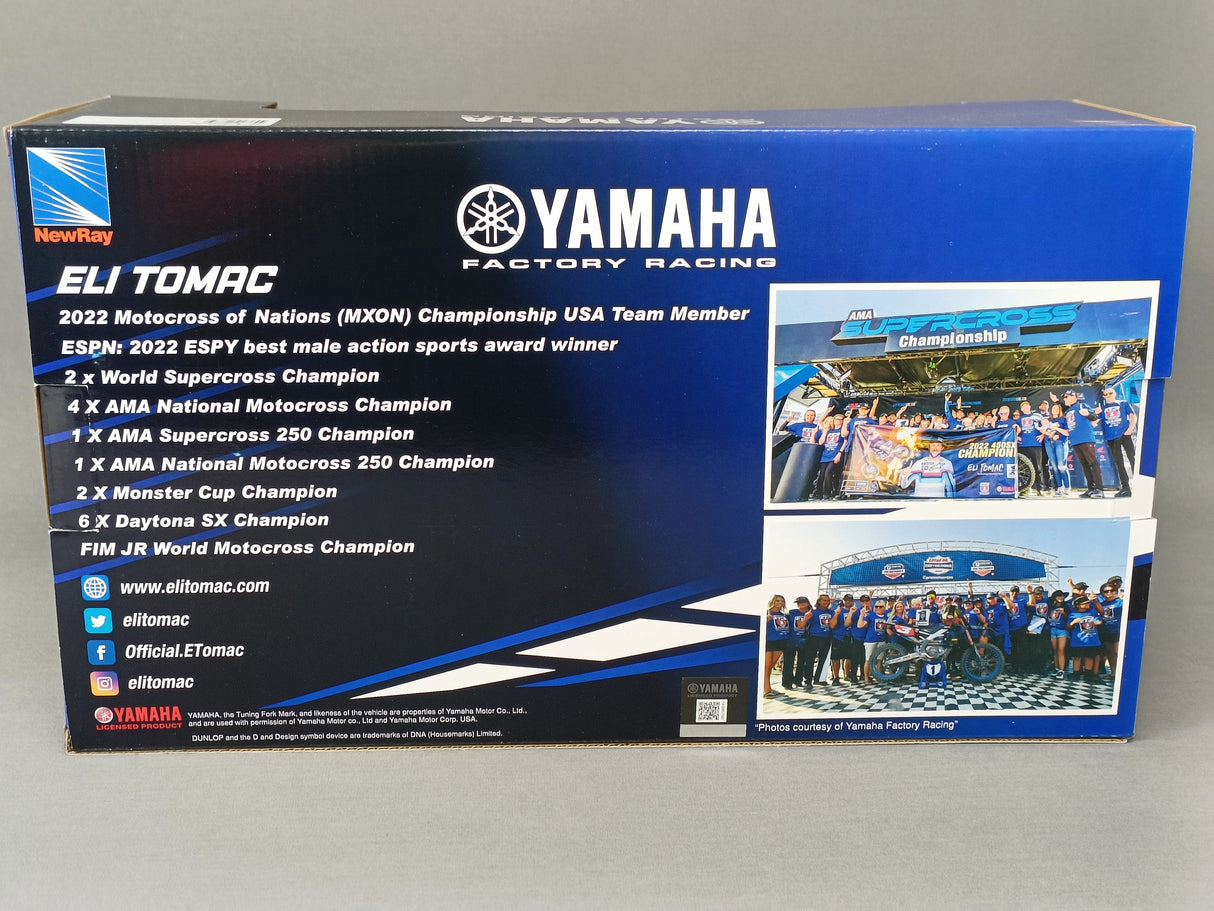 YAMAHA
NewRay
YAMAHA
FACTORY RACING
ELI TOMAC
2022 Motocross of Nations (MXON) Championship USA Team Member
ESPN: 2022 ESPY best male action sports award winner
2 x World Supercross Champion
4 X AMA National Motocross Champion
1 X AMA Supercross 250 Champion
1 X AMA National Motocross 250 Champion
2 X Monster Cup Champion
6 X Daytona SX Champion
FIM JR World Motocross Champion
www.elitomac.com
elitomac
Official.ETomac
elitomac
YAMAHA
LICENSED PRODUCT
YAMAHA, the Tuning Fork Mark, and likeness of the vehicle are properties of Yamaha Motor Co., Ltd.,
and are used with permission of Yamaha Motor co., Ltd and Yamaha Motor Corp. USA.
DUNLOP and the D and Design symbol device are trademarks of DNA (Housemarks) Limited.
YAMAHA
LICENSED PRODUCT
AMA
SUPERCROSS
Championship
2022 450SX
CHAMPION
ELI TOMAC
MOTOCROSS
1
"Photos courtesy of Yamaha Factory Racing"